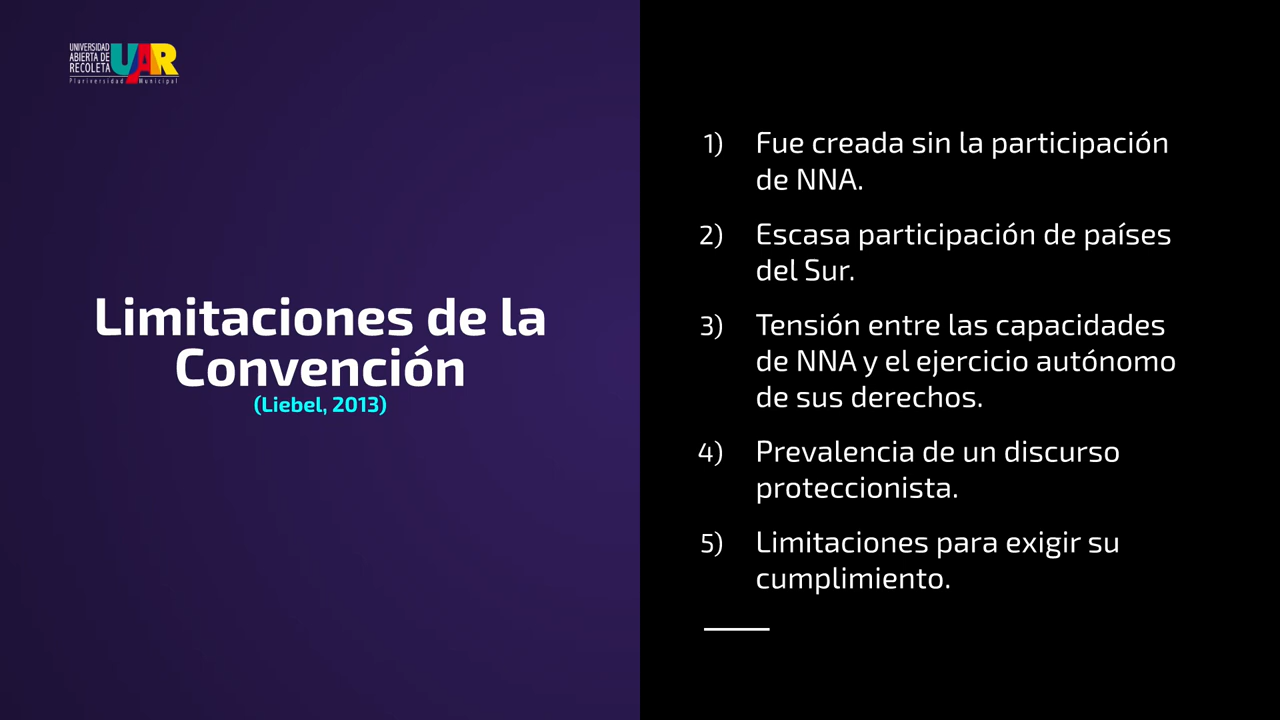 UNIVERSIDAD
ABIERTA DE
RECOLETA
UAR
Pluriversidad Municipal
Limitaciones de la
Convención
(Liebel, 2013)
1) Fue creada sin la participación
de NNA.
2) Escasa participación de países
del Sur.
3) Tensión entre las capacidades
de NNA y el ejercicio autónomo
de sus derechos.
4) Prevalencia de un discurso
proteccionista.
5) Limitaciones para exigir su
cumplimiento.